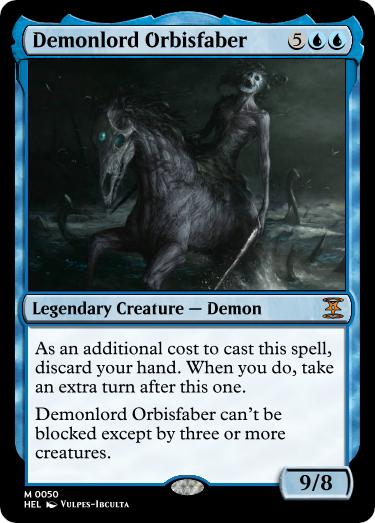 Demonlord Orbisfaber 5
Legendary Creature — Demon
As an additional cost to cast this spell,
discard your hand. When you do, take
an extra turn after this one.
Demonlord Orbisfaber can't be
blocked except by three or more
creatures.
9/8
M 0050
HEL VULPES-IBCULTA